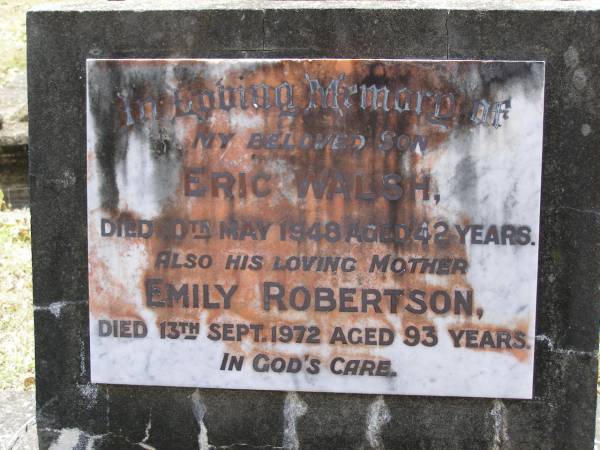 In Loving Memory of
MY BELOVED SON
ERIC WALSH,
DIED 10TH MAY 1948 AGED 42 YEARS.
ALSO HIS LOVING MOTHER
EMILY ROBERTSON,
DIED 13TH SEPT. 1972 AGED 93 YEARS.
IN GOD'S CARE.